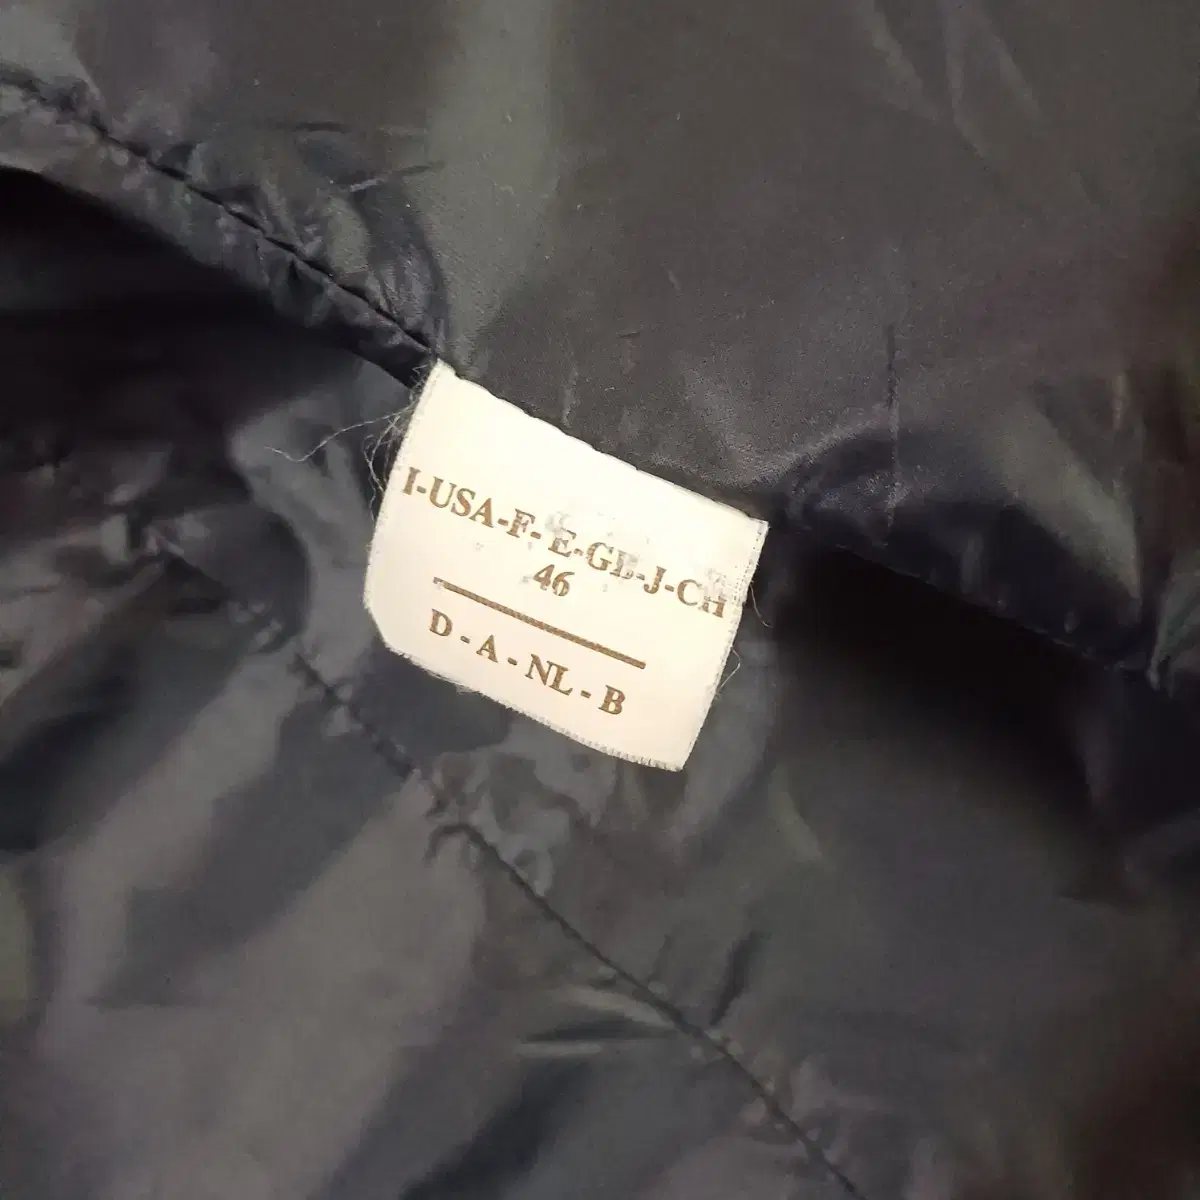 I-USA-F- E-GB-J-CH
46
D - A - NL - B